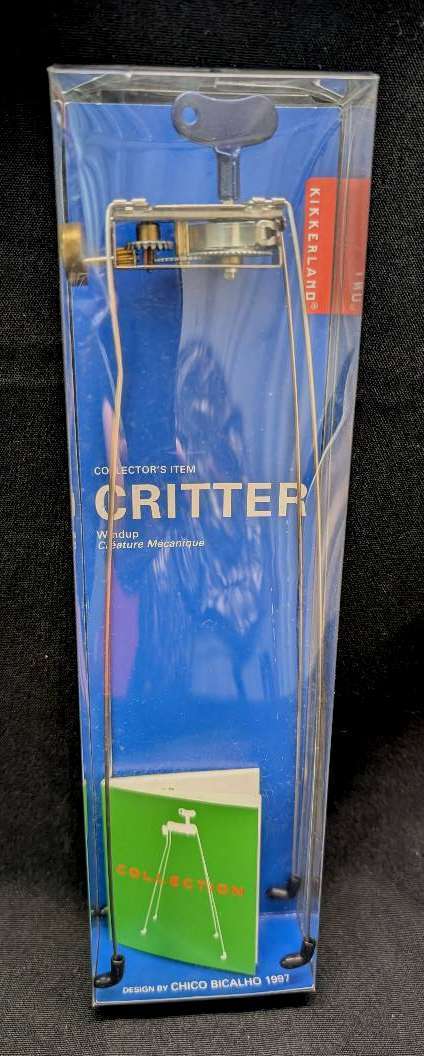 KIKKERLAND®
COLLECTOR'S ITEM
CRITTER
Windup
Créature Mécanique
COLLECTION
DESIGN BY CHICO BICALHO 1997